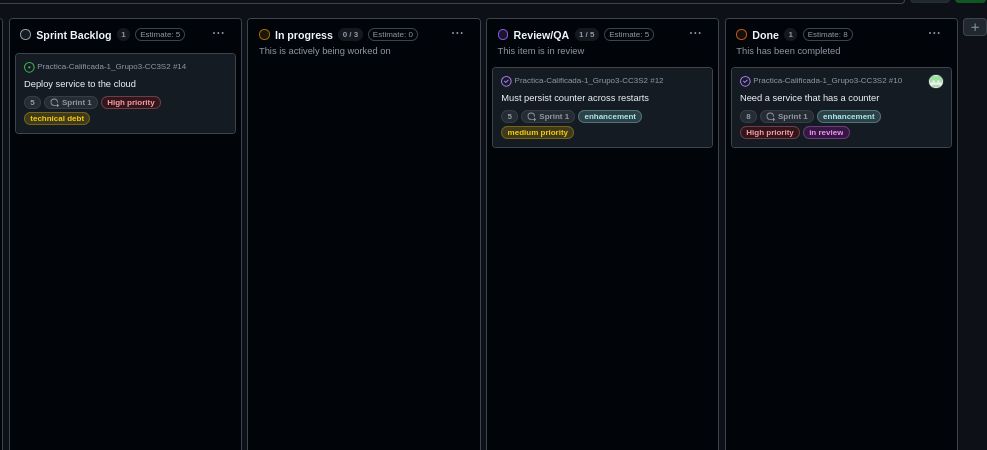 Sprint Backlog 1 Estimate: 5 ...
Practica-Calificada-1_Grupo3-CC3S2 #14
Deploy service to the cloud
5 Sprint 1 High priority
technical debt
In progress 0 / 3 Estimate: 0 ...
This is actively being worked on
Review/QA 1 / 5 Estimate: 5 ...
This item is in review
Practica-Calificada-1_Grupo3-CC3S2 #12
Must persist counter across restarts
5 Sprint 1 enhancement
medium priority
Done 1 Estimate: 8 ...
This has been completed
Practica-Calificada-1_Grupo3-CC3S2 #10
Need a service that has a counter
8 Sprint 1 enhancement
High priority in review
+